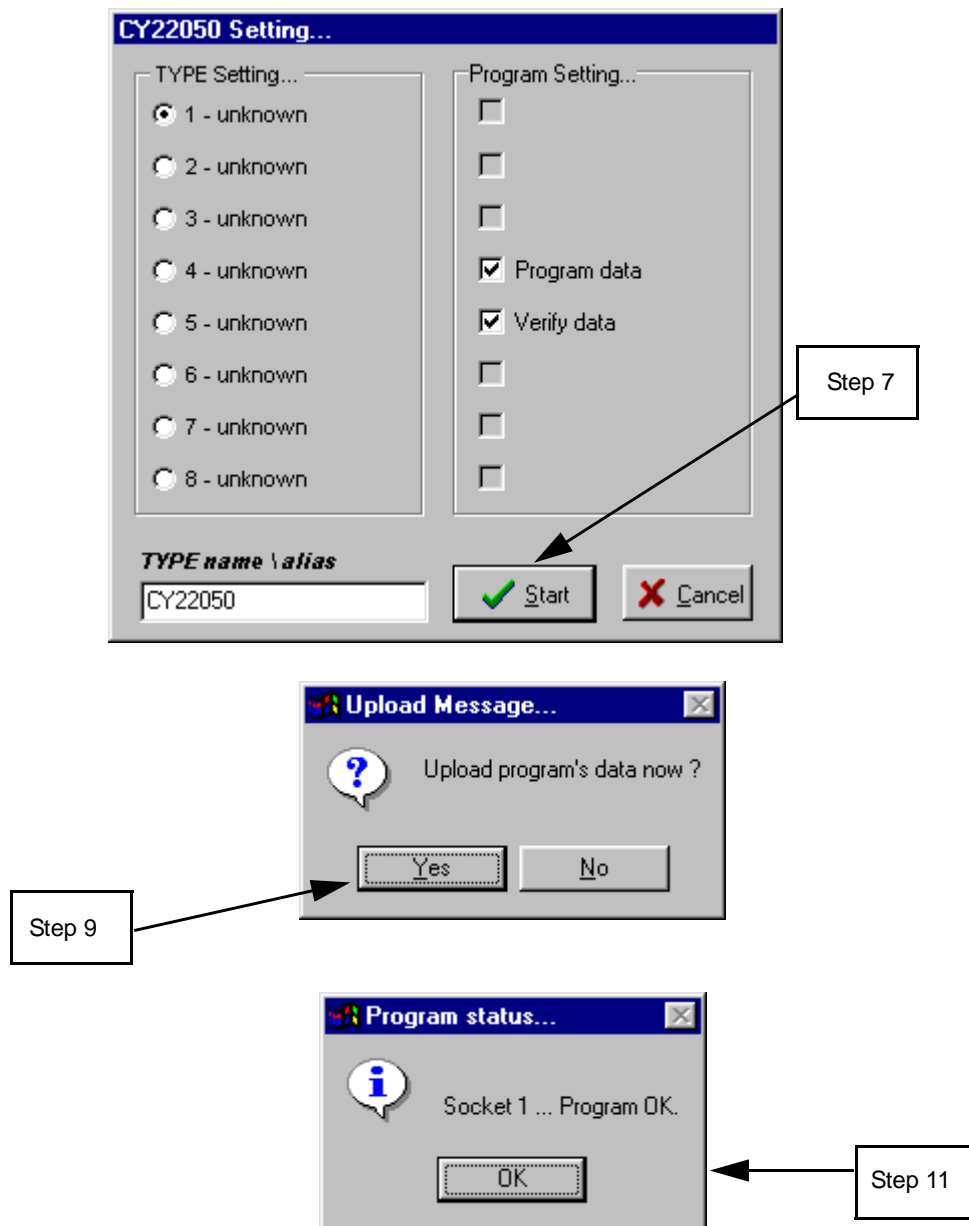 CY22050 Setting...
TYPE Setting...
1 - unknown
2 - unknown
3 - unknown
4 - unknown
5 - unknown
6 - unknown
7 - unknown
8 - unknown
Program Setting...
Program data
Verify data
Step 7
TYPE name \ alias
CY22050
Start
Cancel
Upload Message...
Upload program's data now ?
Yes
No
Step 9
Program status...
Socket 1 ... Program OK.
OK
Step 11